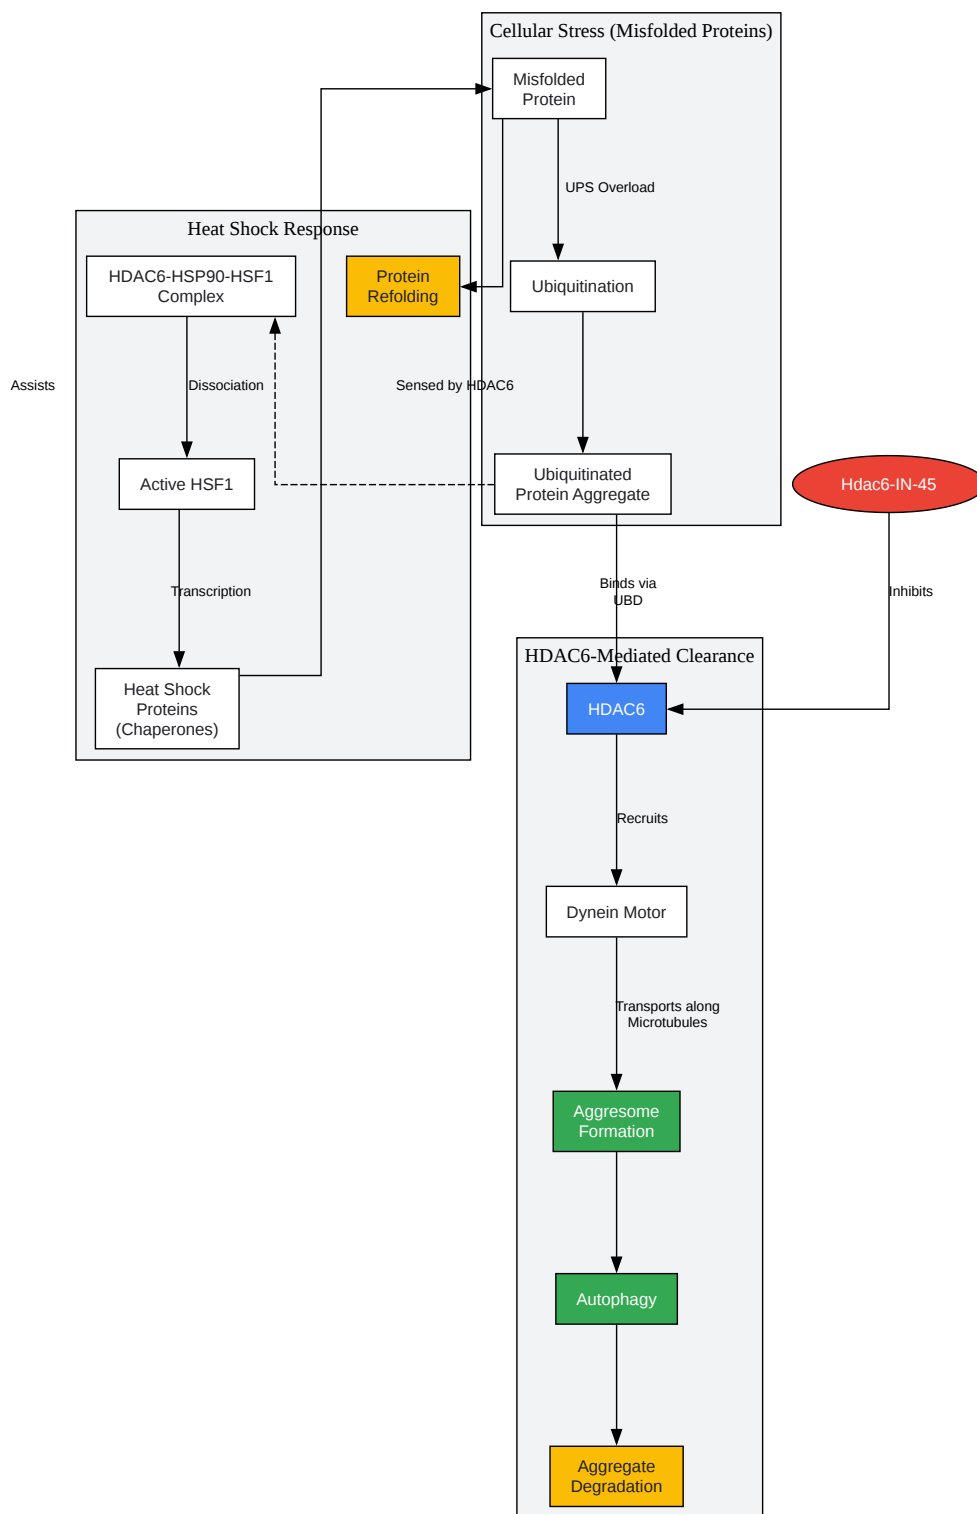 Cellular Stress (Misfolded Proteins)
Misfolded
Protein
UPS Overload
Heat Shock Response
HDAC6-HSP90-HSF1
Complex
Protein
Refolding
Ubiquitination
Assists
Dissociation
Sensed by HDAC6
Active HSF1
Ubiquitinated
Protein Aggregate
Hdac6-IN-45
Transcription
Binds via
UBD
Inhibits
HDAC6-Mediated Clearance
Heat Shock
Proteins
(Chaperones)
HDAC6
Recruits
Dynein Motor
Transports along
Microtubules
Aggresome
Formation
Autophagy
Aggregate
Degradation